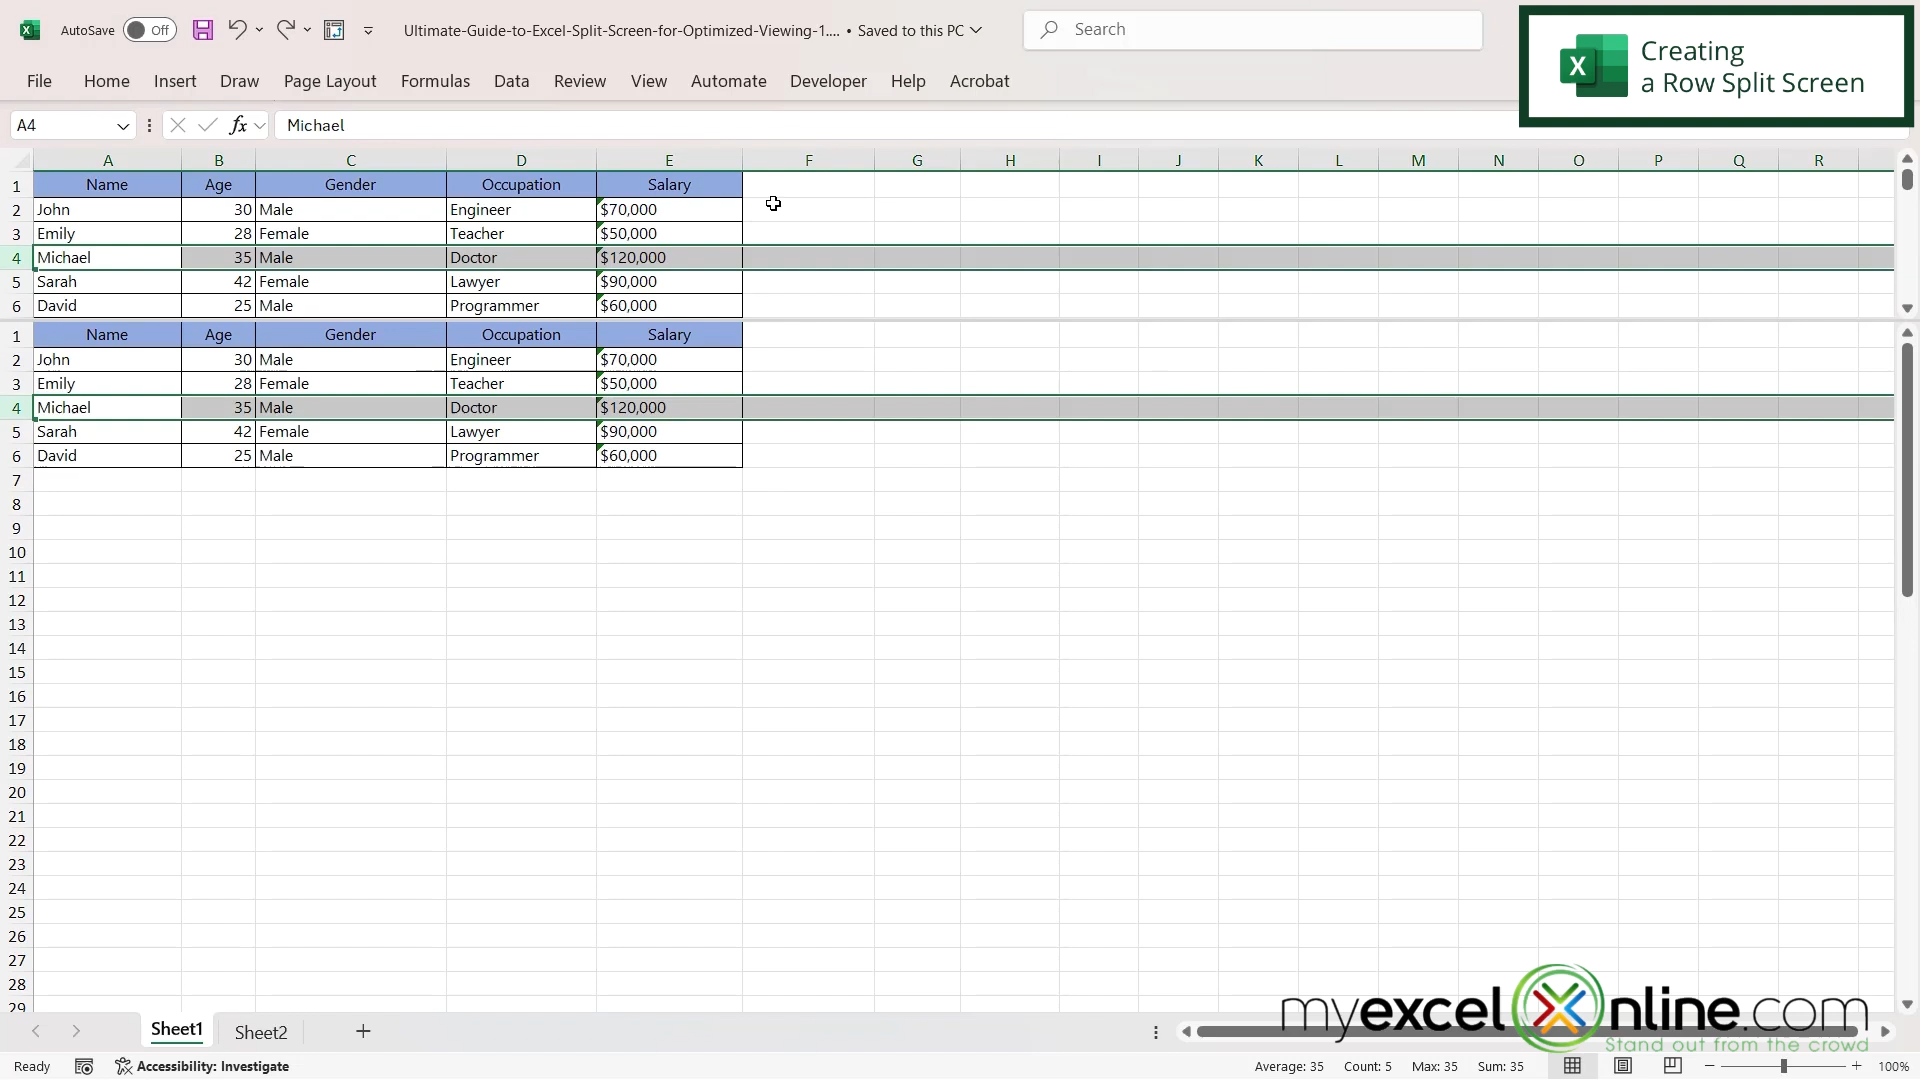 AutoSave Off Ultimate-Guide-to-Excel-Split-Screen-for-Optimized-Viewing-1.... • Saved to this PC Search
Creating
a Row Split Screen
File Home Insert Draw Page Layout Formulas Data Review View Automate Developer Help Acrobat
A4 fx Michael
A B C D E F G H I J K L M N O P Q R
1 Name Age Gender Occupation Salary
2 John 30 Male Engineer $70,000
3 Emily 28 Female Teacher $50,000
4 Michael 35 Male Doctor $120,000
5 Sarah 42 Female Lawyer $90,000
6 David 25 Male Programmer $60,000
1 Name Age Gender Occupation Salary
2 John 30 Male Engineer $70,000
3 Emily 28 Female Teacher $50,000
4 Michael 35 Male Doctor $120,000
5 Sarah 42 Female Lawyer $90,000
6 David 25 Male Programmer $60,000
7
8
9
10
11
12
13
14
15
16
17
18
19
20
21
22
23
24
25
26
27
28
29
myexcelonline.com
Stand out from the crowd
Sheet1 Sheet2
Ready Accessibility: Investigate Average: 35 Count: 5 Max: 35 Sum: 35 100%